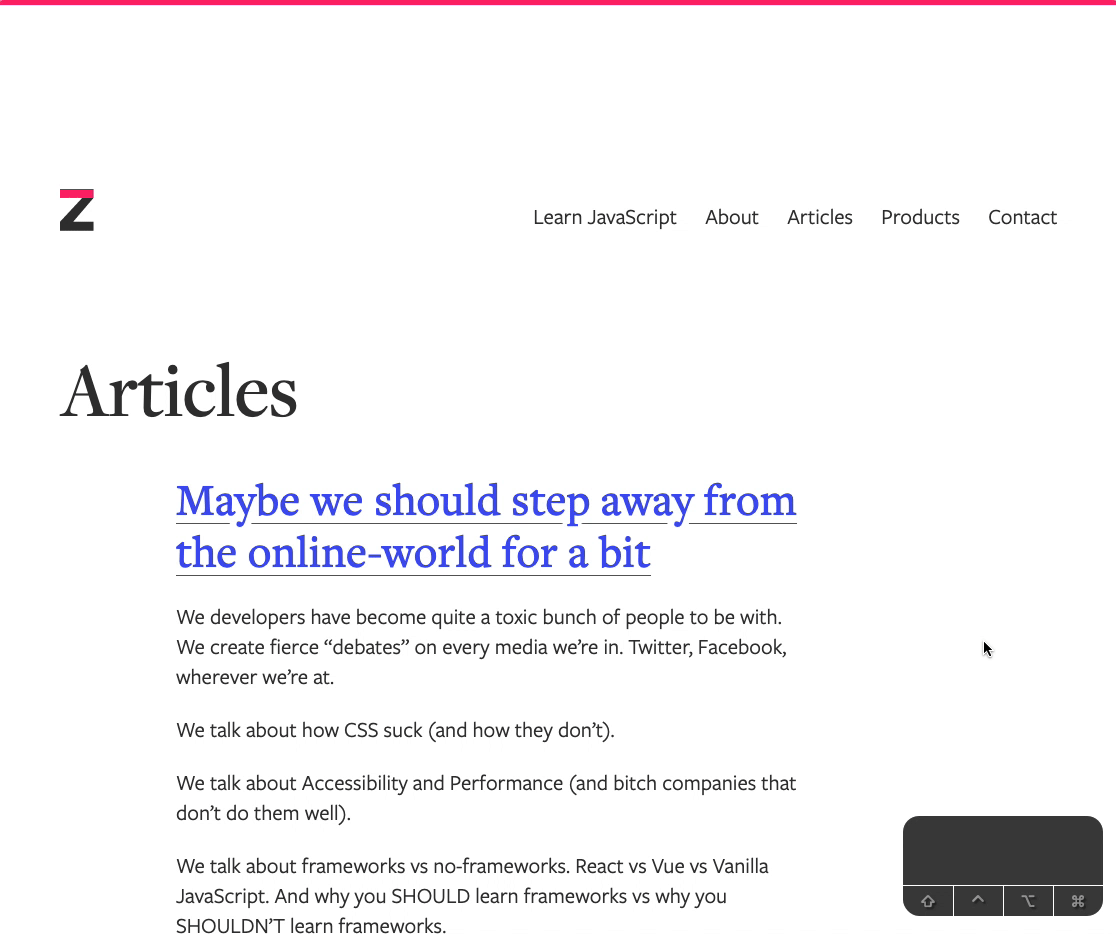 Z
Learn JavaScript About Articles Products Contact
Articles
Maybe we should step away from
the online-world for a bit
We developers have become quite a toxic bunch of people to be with.
We create fierce “debates” on every media we’re in. Twitter, Facebook,
wherever we’re at.
We talk about how CSS suck (and how they don’t).
We talk about Accessibility and Performance (and bitch companies that
don’t do them well).
We talk about frameworks vs no-frameworks. React vs Vue vs Vanilla
JavaScript. And why you SHOULD learn frameworks vs why you
SHOULDN’T learn frameworks.
⇧ ⌃ ⌥ ⌘